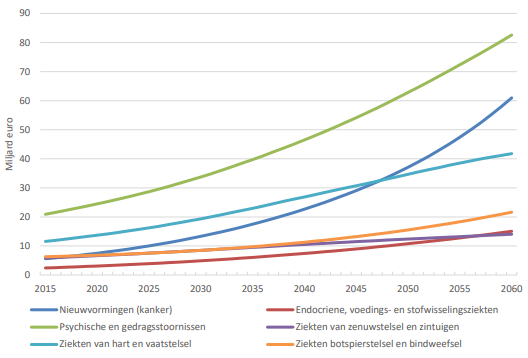 90
80
70
60
50
40
30
20
10
0
Miljard euro
2015 2020 2025 2030 2035 2040 2045 2050 2055 2060
Nieuwvormingen (kanker) Endocriene, voedings- en stofwisselingsziekten
Psychische en gedragsstoornissen Ziekten van zenuwstelsel en zintuigen
Ziekten van hart en vaatstelsel Ziekten botspierstelsel en bindweefsel